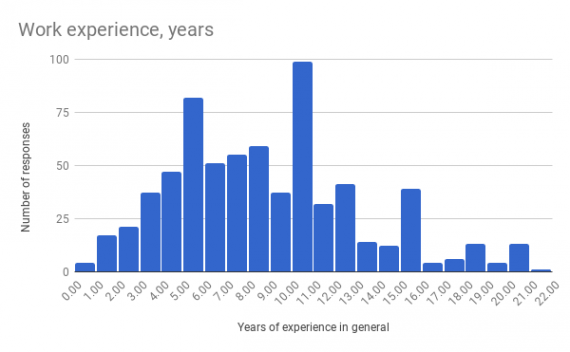 Work experience, years
100
75
50
25
0
Number of responses
0.00 1.00 2.00 3.00 4.00 5.00 6.00 7.00 8.00 9.00 10.00 11.00 12.00 13.00 14.00 15.00 16.00 17.00 18.00 19.00 20.00 21.00 22.00
Years of experience in general